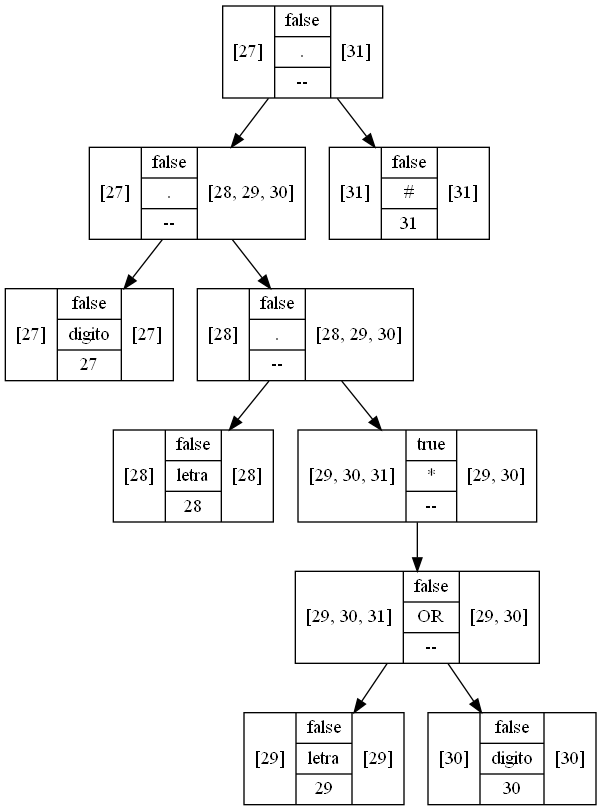 [27] false . -- [31]
[27] false . -- [28, 29, 30]
[31] false # 31 [31]
[27] false digito 27 [27]
[28] false . -- [28, 29, 30]
[28] false letra 28 [28]
[29, 30, 31] true * -- [29, 30]
[29, 30, 31] false OR -- [29, 30]
[29] false letra 29 [29]
[30] false digito 30 [30]